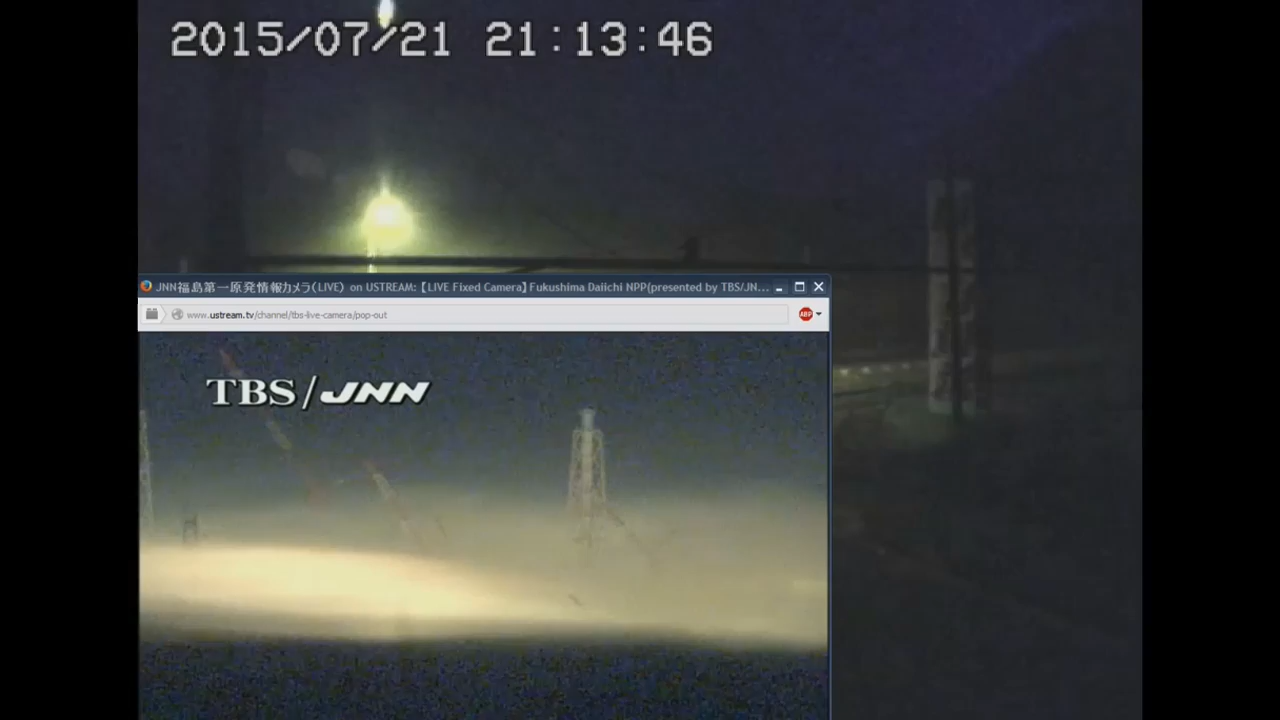 2015/07/21 21:13:46
JNN福島第一原発情報カメラ(LIVE) on USTREAM: 【LIVE Fixed Camera】Fukushima Daiichi NPP(presented by TBS/JN...
www.ustream.tv/channel/tbs-live-camera/pop-out
ABP
TBS/JNN